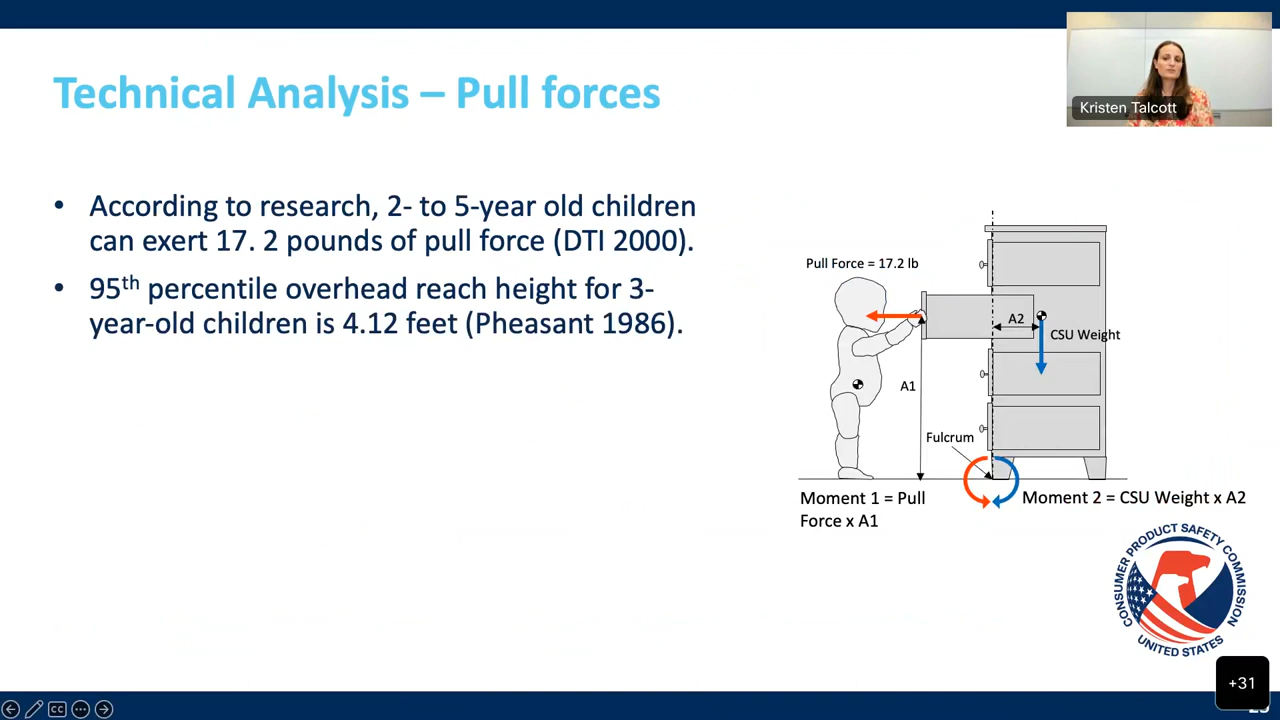 Technical Analysis – Pull forces
Kristen Talcott
• According to research, 2- to 5-year old children
can exert 17. 2 pounds of pull force (DTI 2000).
• 95th percentile overhead reach height for 3-
year-old children is 4.12 feet (Pheasant 1986).
Pull Force = 17.2 lb
A2
CSU Weight
A1
Fulcrum
Moment 1 = Pull
Force x A1
Moment 2 = CSU Weight x A2
CONSUMER PRODUCT SAFETY COMMISSION
UNITED STATES
+31
CC